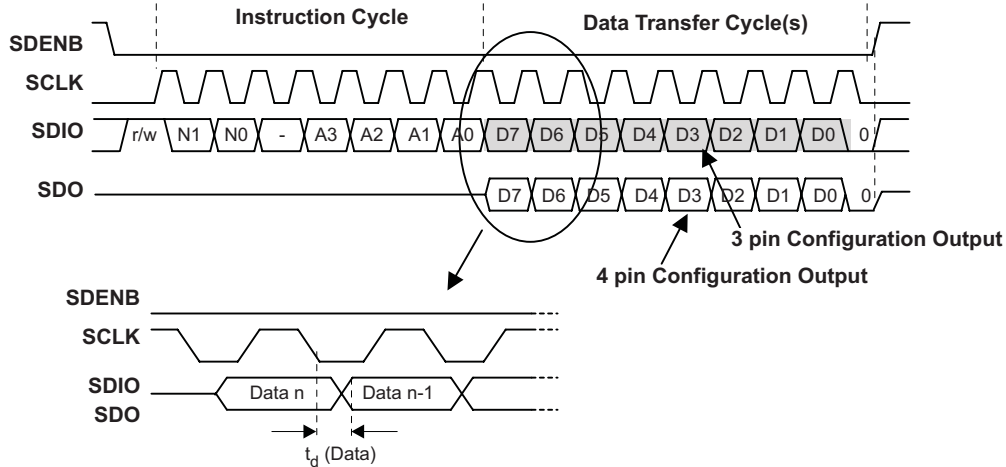 Instruction Cycle Data Transfer Cycle(s)
SDENB
SCLK
SDIO r/w N1 N0 - A3 A2 A1 A0 D7 D6 D5 D4 D3 D2 D1 D0 0
SDO D7 D6 D5 D4 D3 D2 D1 D0 0
3 pin Configuration Output
4 pin Configuration Output
SDENB
SCLK
SDIO
Data n Data n-1
SDO
td (Data)